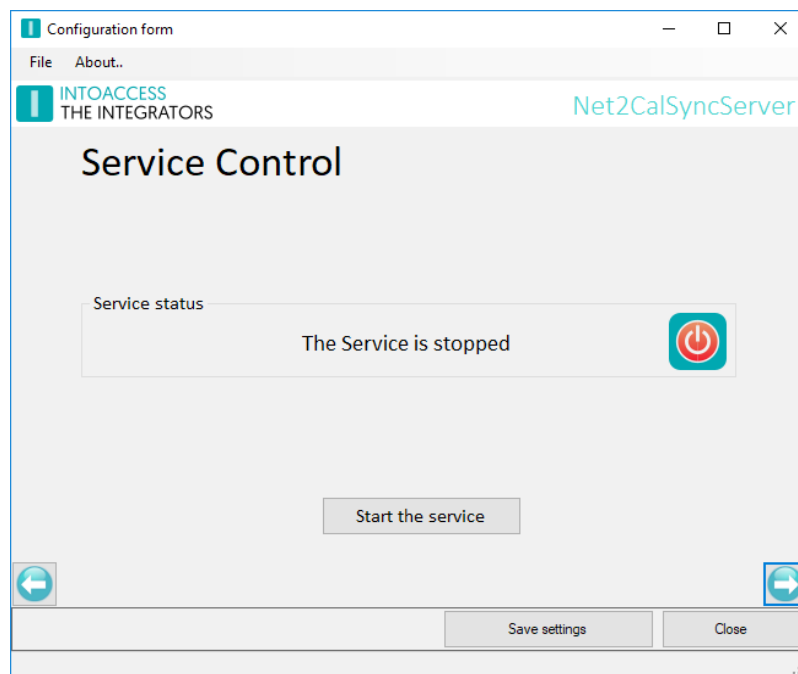 Configuration form
File About..
INTOACCESS
THE INTEGRATORS
Net2CalSyncServer
Service Control
Service status
The Service is stopped
Start the service
Save settings
Close